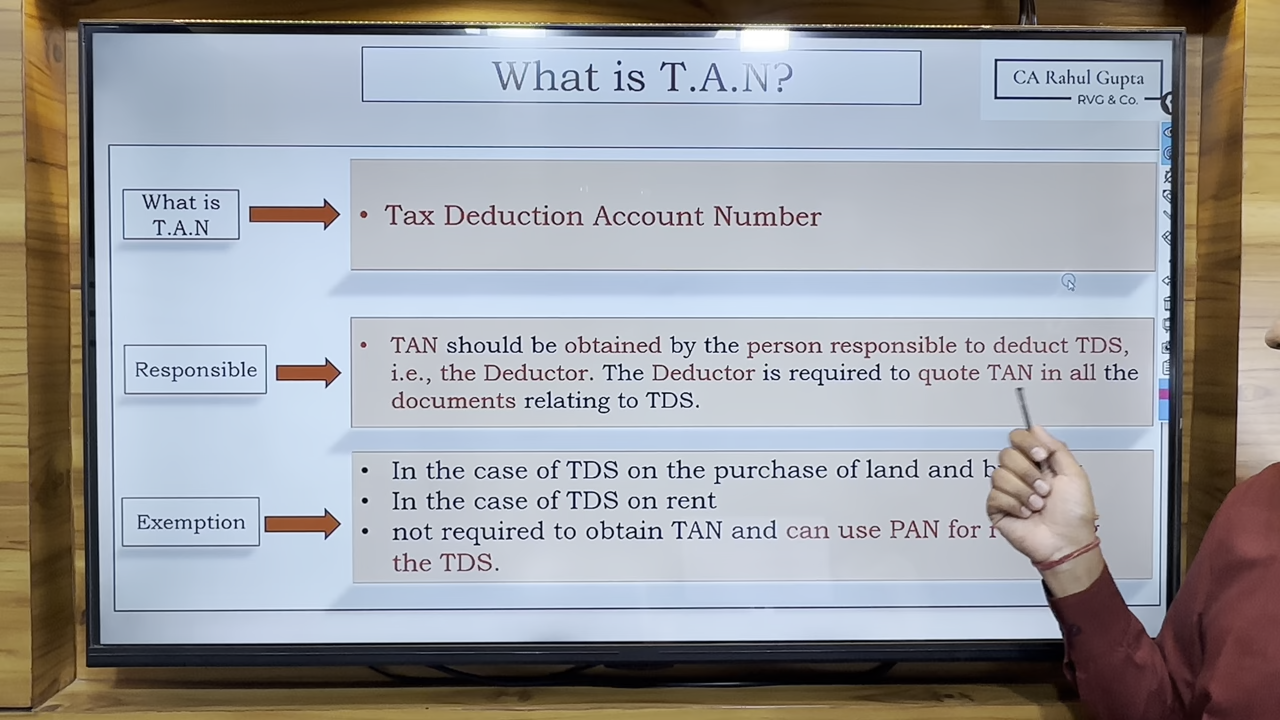 What is T.A.N?
CA Rahul Gupta
RVG & Co.
What is
T.A.N
• Tax Deduction Account Number
Responsible
• TAN should be obtained by the person responsible to deduct TDS,
i.e., the Deductor. The Deductor is required to quote TAN in all the
documents relating to TDS.
Exemption
• In the case of TDS on the purchase of land and
• In the case of TDS on rent
• not required to obtain TAN and can use PAN for
the TDS.